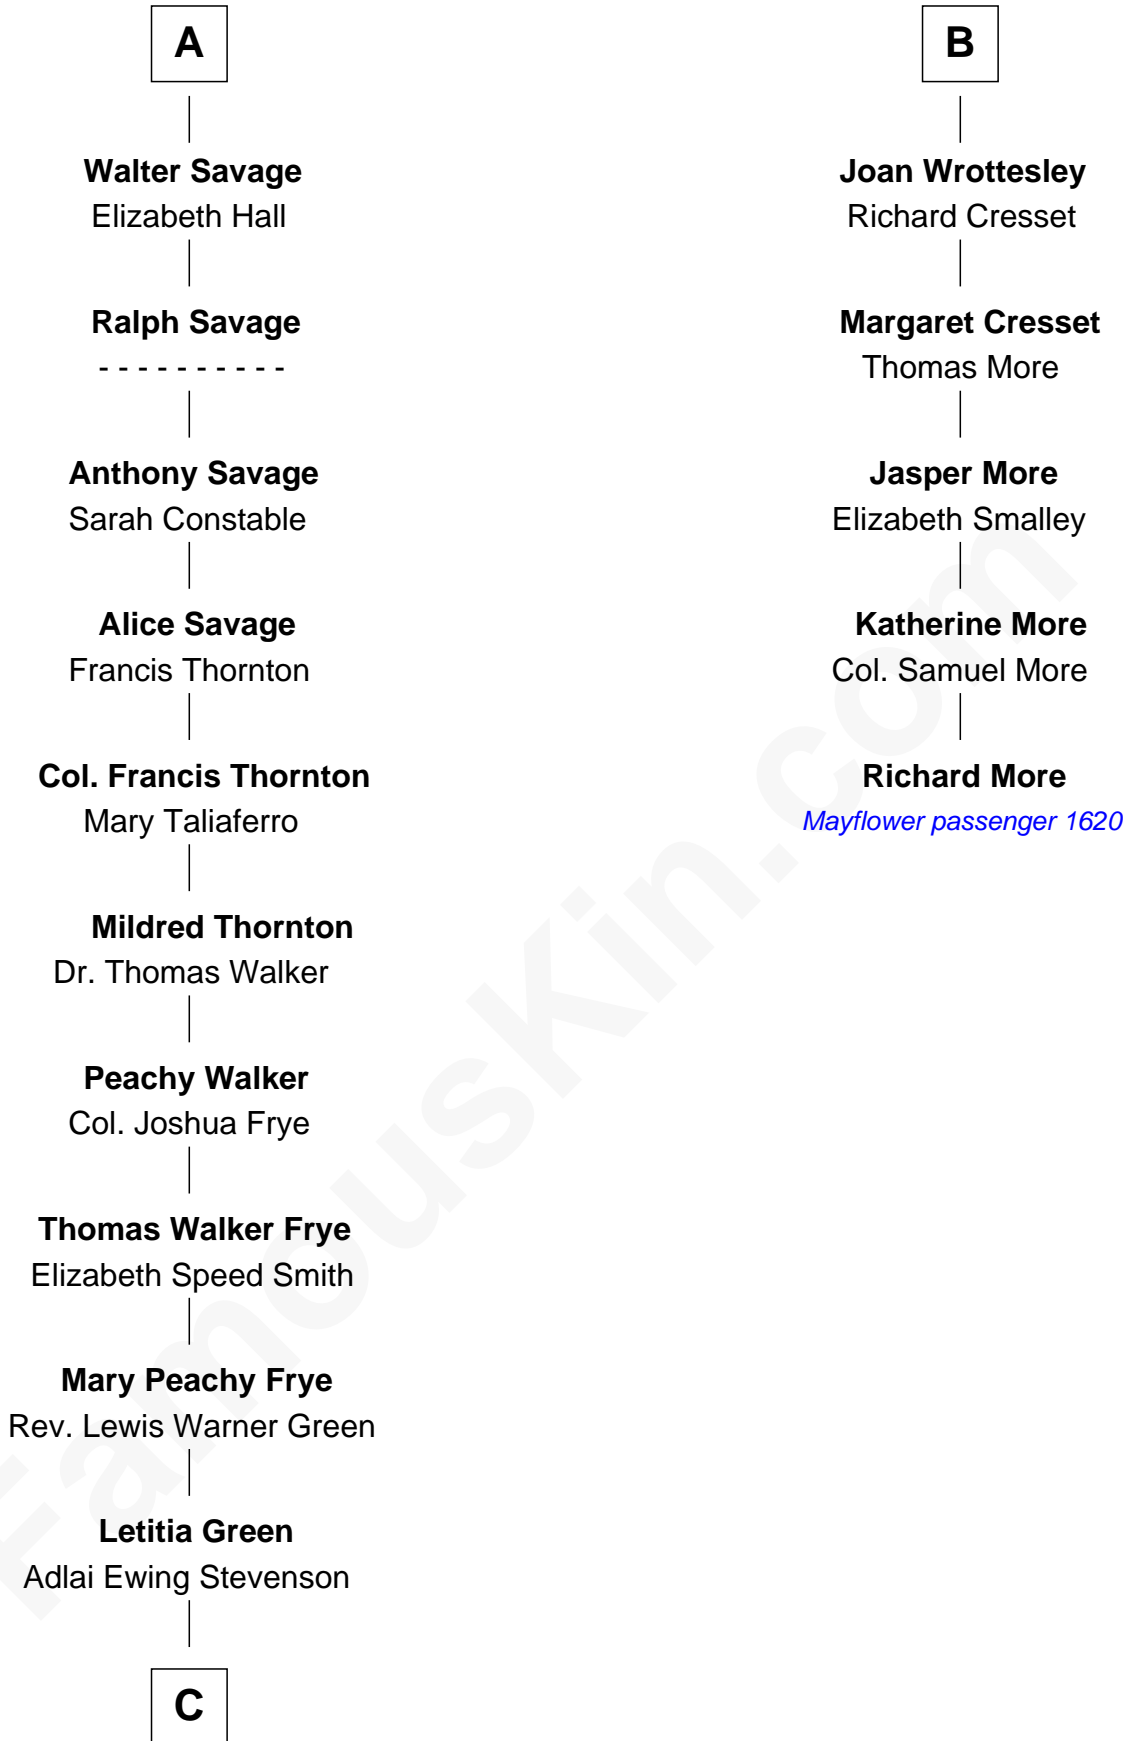 A
Walter Savage
Elizabeth Hall
Ralph Savage
- - - - - - - - - -
Anthony Savage
Sarah Constable
Alice Savage
Francis Thornton
Col. Francis Thornton
Mary Taliaferro
Mildred Thornton
Dr. Thomas Walker
Peachy Walker
Col. Joshua Frye
Thomas Walker Frye
Elizabeth Speed Smith
Mary Peachy Frye
Rev. Lewis Warner Green
Letitia Green
Adlai Ewing Stevenson
C
B
Joan Wrottesley
Richard Cresset
Margaret Cresset
Thomas More
Jasper More
Elizabeth Smalley
Katherine More
Col. Samuel More
Richard More
Mayflower passenger 1620
FamousKin.com